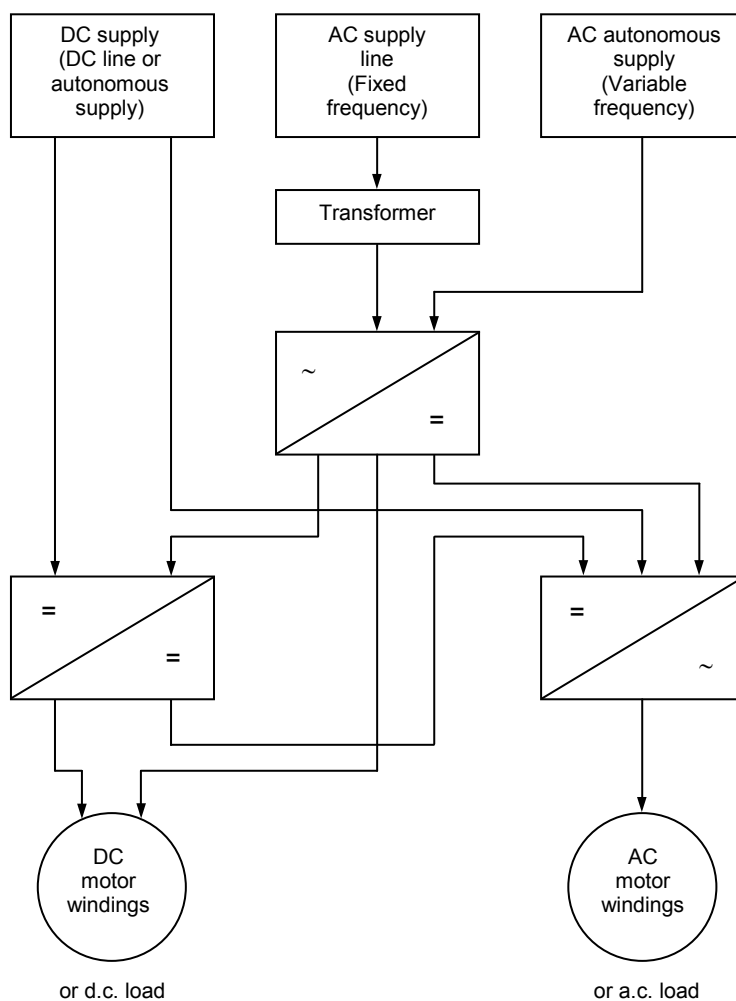 DC supply
(DC line or
autonomous
supply)
AC supply
line
(Fixed
frequency)
AC autonomous
supply
(Variable
frequency)
Transformer
~
=
=
=
=
~
DC
motor
windings
AC
motor
windings
or d.c. load
or a.c. load